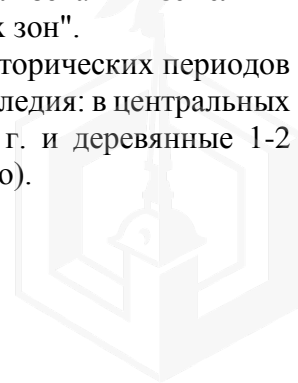 х зон".
торических периодов
ледия: в центральных
г. и деревянные 1-2
о).